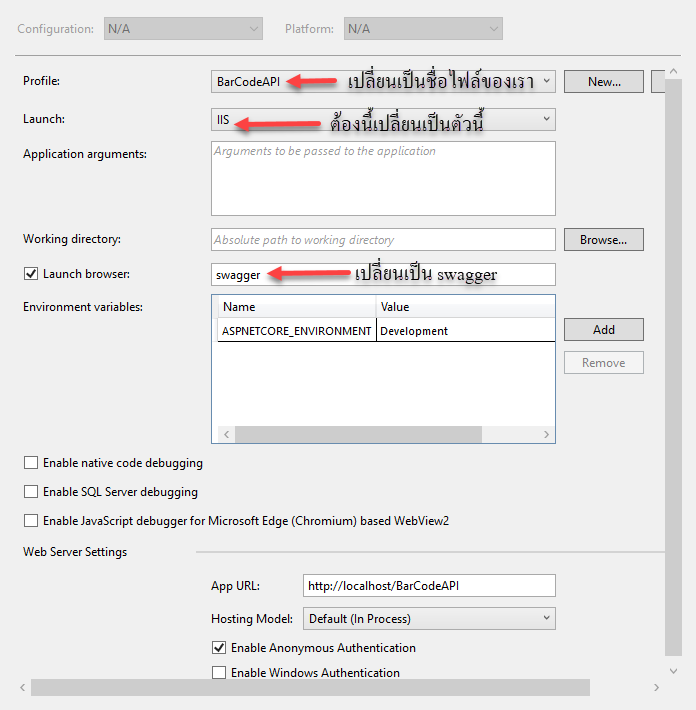 Configuration: N/A Platform: N/A
Profile: BarCodeAPI เปลี่ยนเป็นชื่อไฟล์ของเรา New...
Launch: IIS ต้องนี้เปลี่ยนเป็นตัวนี้
Application arguments: Arguments to be passed to the application
Working directory: Absolute path to working directory Browse...
Launch browser: swagger เปลี่ยนเป็น swagger
Environment variables: Name Value
ASPNETCORE_ENVIRONMENT Development Add
Remove
Enable native code debugging
Enable SQL Server debugging
Enable JavaScript debugger for Microsoft Edge (Chromium) based WebView2
Web Server Settings
App URL: http://localhost/BarCodeAPI
Hosting Model: Default (In Process)
Enable Anonymous Authentication
Enable Windows Authentication